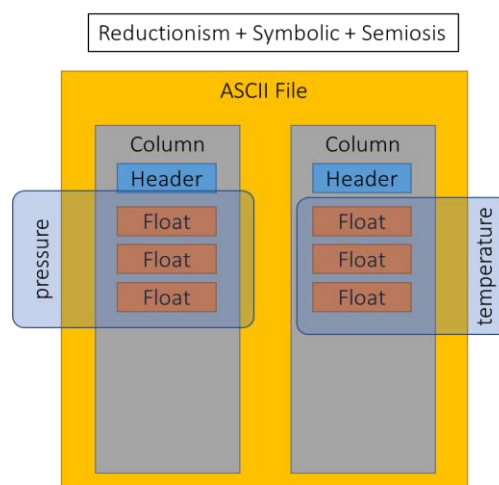 Reductionism + Symbolic + Semiosis
ASCII File
Column
Header
Float
Float
Float
pressure
Column
Header
Float
Float
Float
temperature